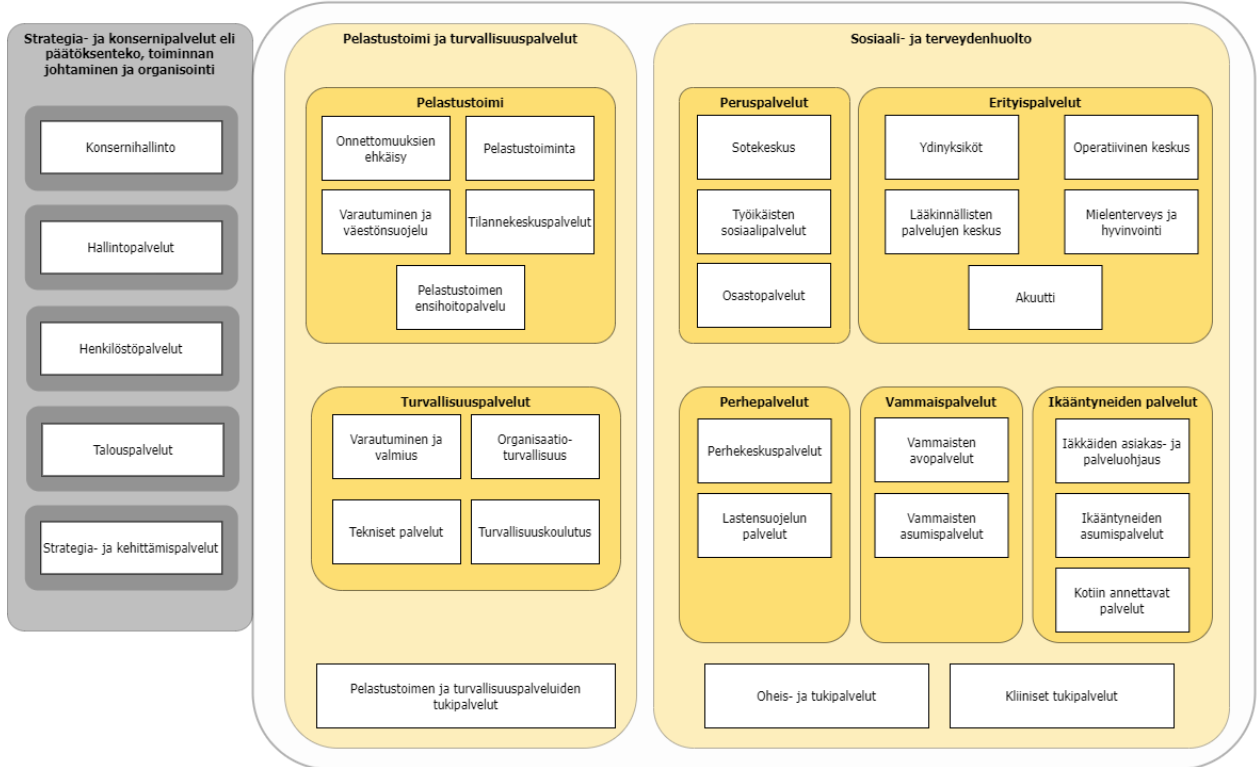 Strategia- ja konsernipalvelut eli
päätöksenteko, toiminnan
johtaminen ja organisointi
Konsernihallinto
Hallintopalvelut
Henkilöstöpalvelut
Talouspalvelut
Strategia- ja kehittämispalvelut
Pelastustoimi ja turvallisuuspalvelut
Pelastustoimi
Onnettomuuksien
ehkäisy
Pelastustoiminta
Varautuminen ja
väestönsuojelu
Tilannekeskuspalvelut
Pelastustoimen
ensihoitopalvelu
Turvallisuuspalvelut
Varautuminen ja
valmius
Organisaatio-
turvallisuus
Tekniset palvelut
Turvallisuuskoulutus
Pelastustoimen ja turvallisuuspalveluiden
tukipalvelut
Sosiaali- ja terveydenhuolto
Peruspalvelut
Sotekeskus
Työikäisten
sosiaalipalvelut
Osastopalvelut
Erityispalvelut
Ydinyksiköt
Operatiivinen keskus
Lääkinnällisten
palvelujen keskus
Mielenterveys ja
hyvinvointi
Akuutti
Perhepalvelut
Perhekeskuspalvelut
Lastensuojelun
palvelut
Vammaispalvelut
Vammaisten
avopalvelut
Vammaisten
asumispalvelut
Ikääntyneiden palvelut
Iäkkäiden asiakas- ja
palveluohjaus
Ikääntyneiden
asumispalvelut
Kotiin annettavat
palvelut
Oheis- ja tukipalvelut
Kliiniset tukipalvelut